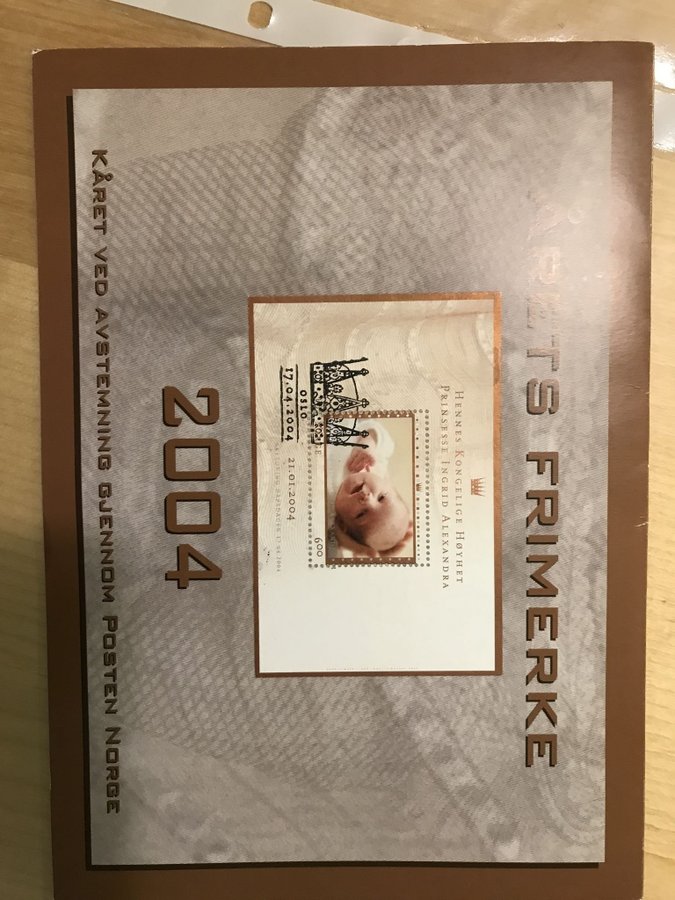 ÅRETS FRIMERKE
HENNES KONGELIGE HØYHET
PRINSESSE INGRID ALEXANDRA
600
21.01.2004
OSLO
17.04.2004
2004
KÅRET VED AVSTEMNING GJENNOM POSTEN NORGE